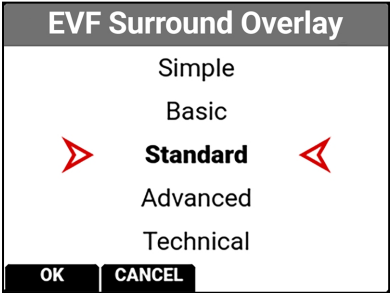 EVF Surround Overlay
Simple
Basic
Standard
Advanced
Technical
OK CANCEL